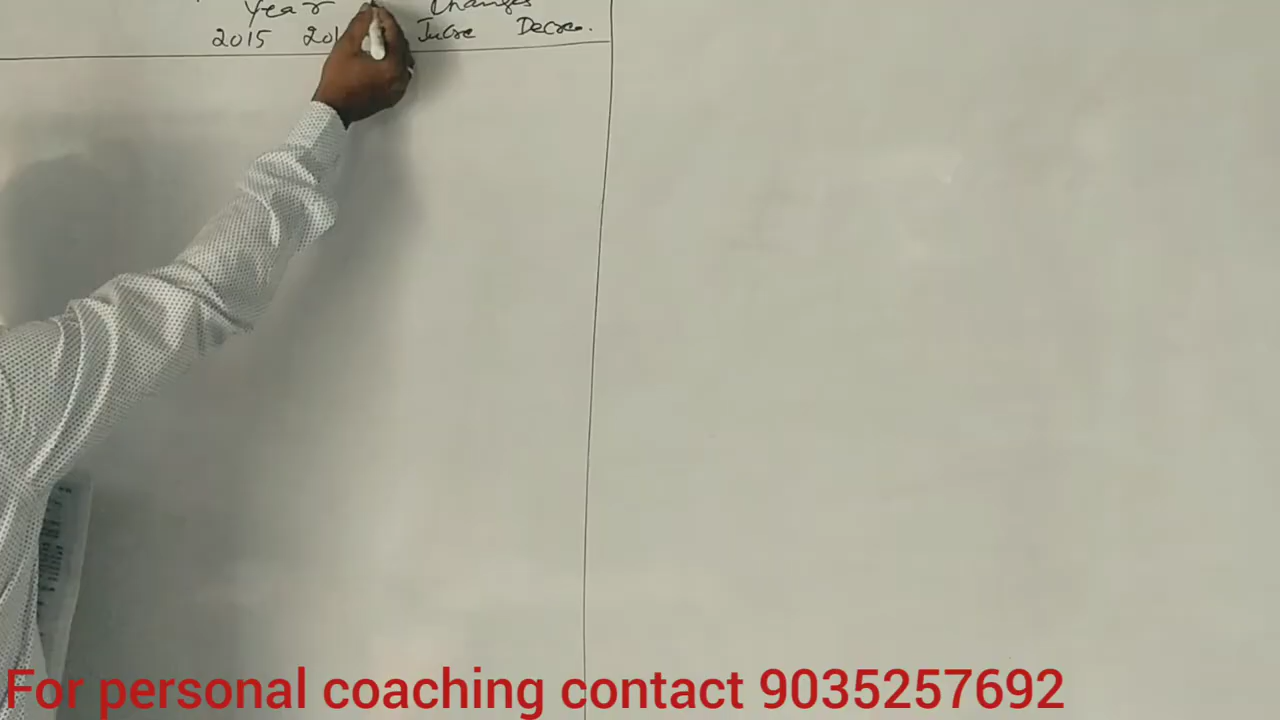 Year Changes
2015 Incre Decre.
For personal coaching contact 9035257692